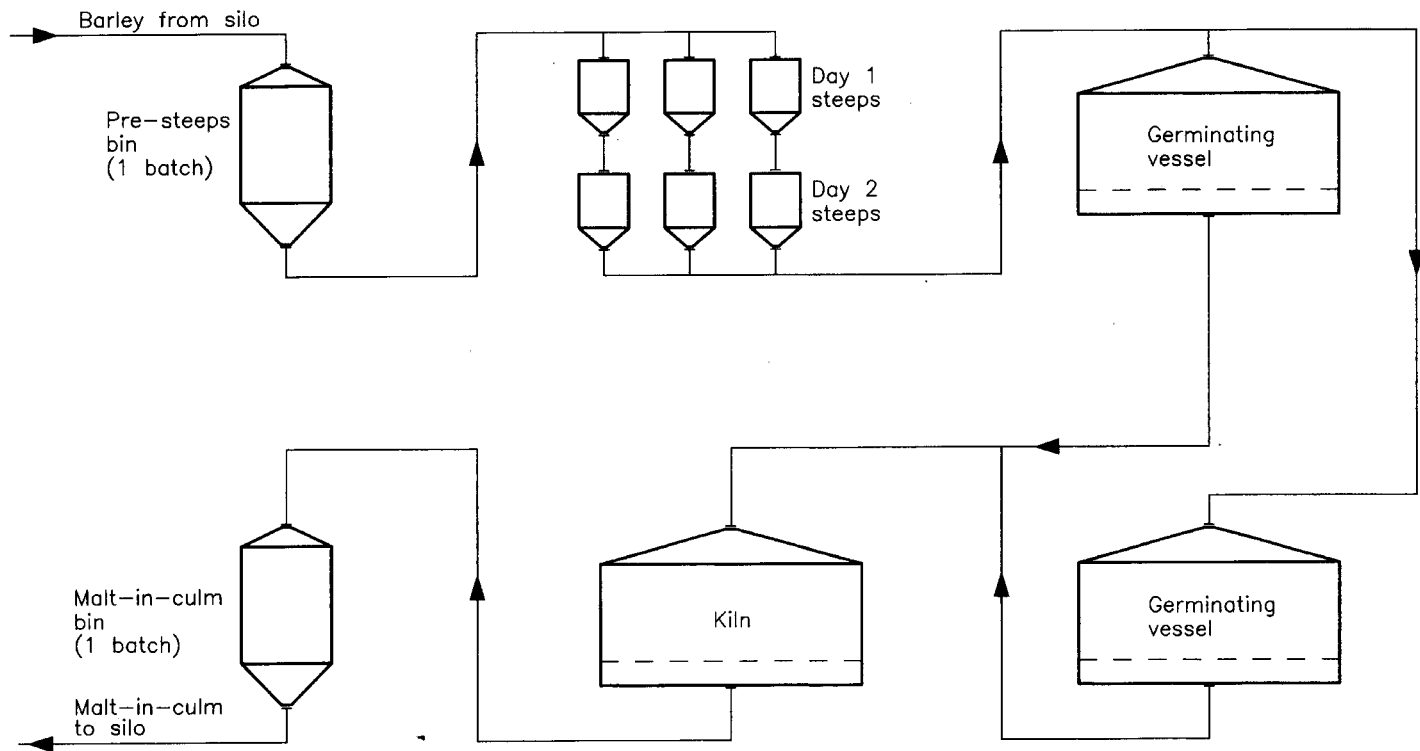 Barley from silo
Pre-steeps
bin
(1 batch)
Day 1
steeps
Day 2
steeps
Germinating
vessel
Malt-in-culm
bin
(1 batch)
Malt-in-culm
to silo
Kiln
Germinating
vessel